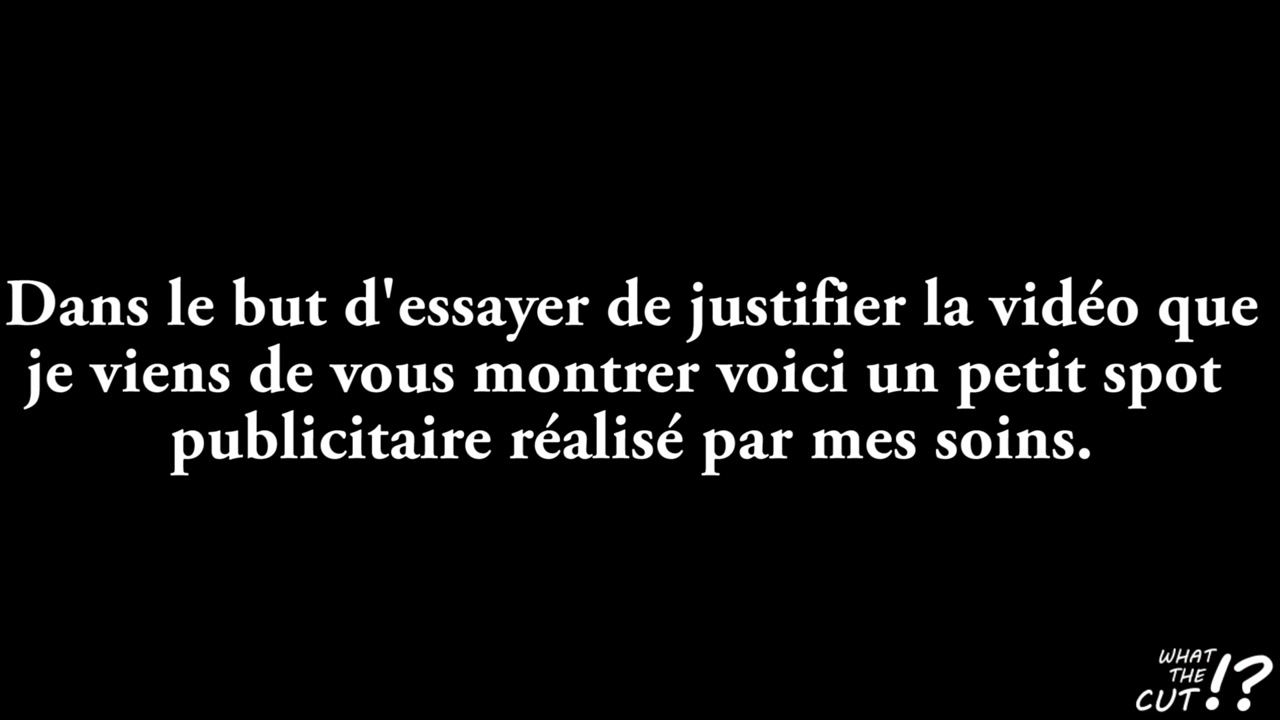 Dans le but d'essayer de justifier la vidéo que
je viens de vous montrer voici un petit spot
publicitaire réalisé par mes soins.
WHAT
THE
CUT !?